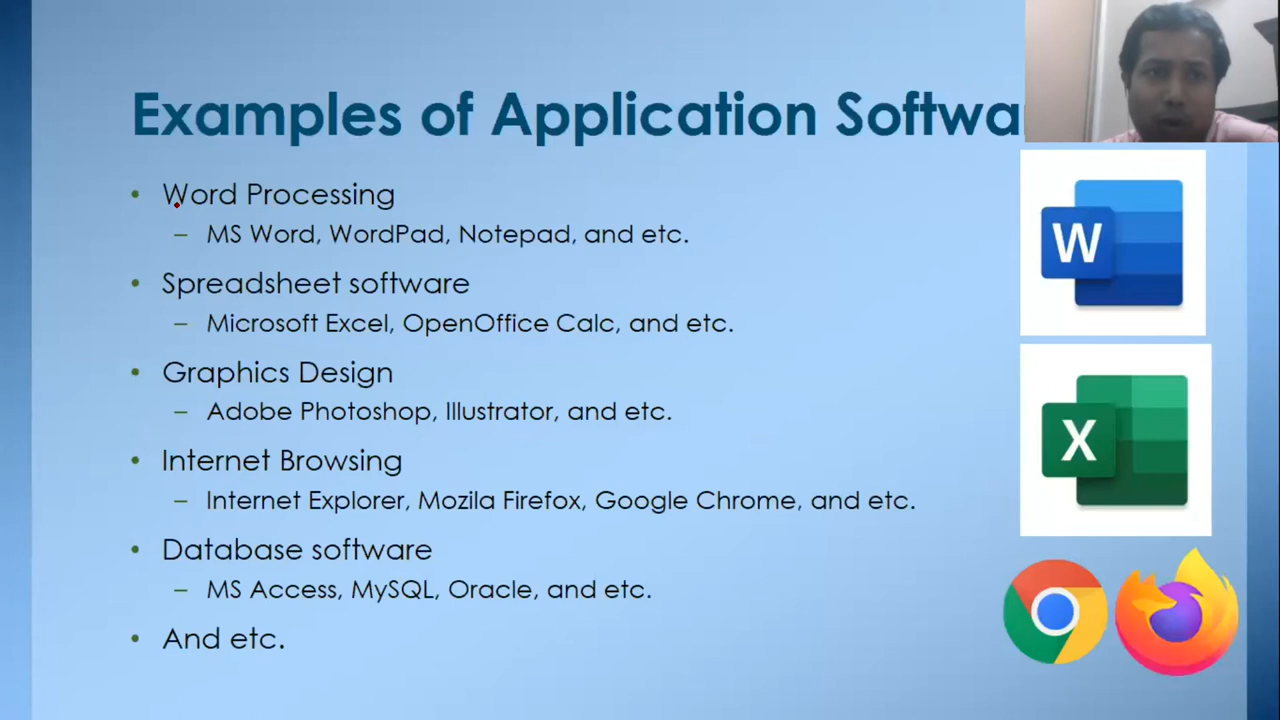 Examples of Application Softwa
• Word Processing
– MS Word, WordPad, Notepad, and etc.
• Spreadsheet software
– Microsoft Excel, OpenOffice Calc, and etc.
• Graphics Design
– Adobe Photoshop, Illustrator, and etc.
• Internet Browsing
– Internet Explorer, Mozila Firefox, Google Chrome, and etc.
• Database software
– MS Access, MySQL, Oracle, and etc.
• And etc.
W
X